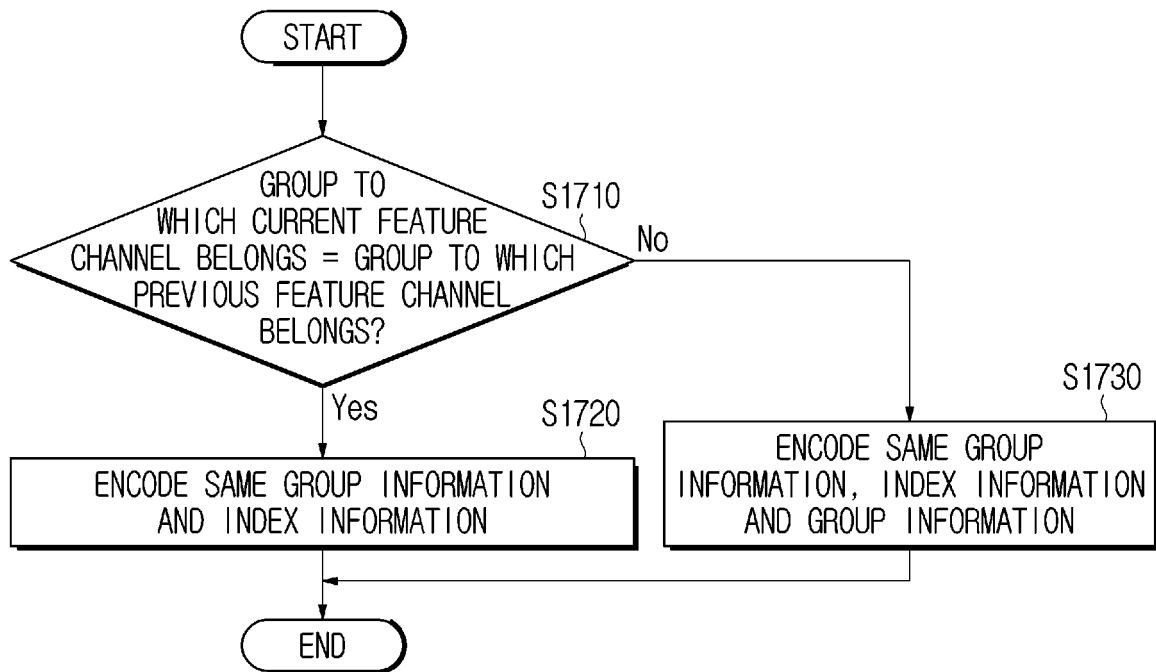 START
GROUP TO
WHICH CURRENT FEATURE
CHANNEL BELONGS = GROUP TO WHICH
PREVIOUS FEATURE CHANNEL
BELONGS?
S1710
No
Yes
S1720
ENCODE SAME GROUP INFORMATION
AND INDEX INFORMATION
S1730
ENCODE SAME GROUP
INFORMATION, INDEX INFORMATION
AND GROUP INFORMATION
END